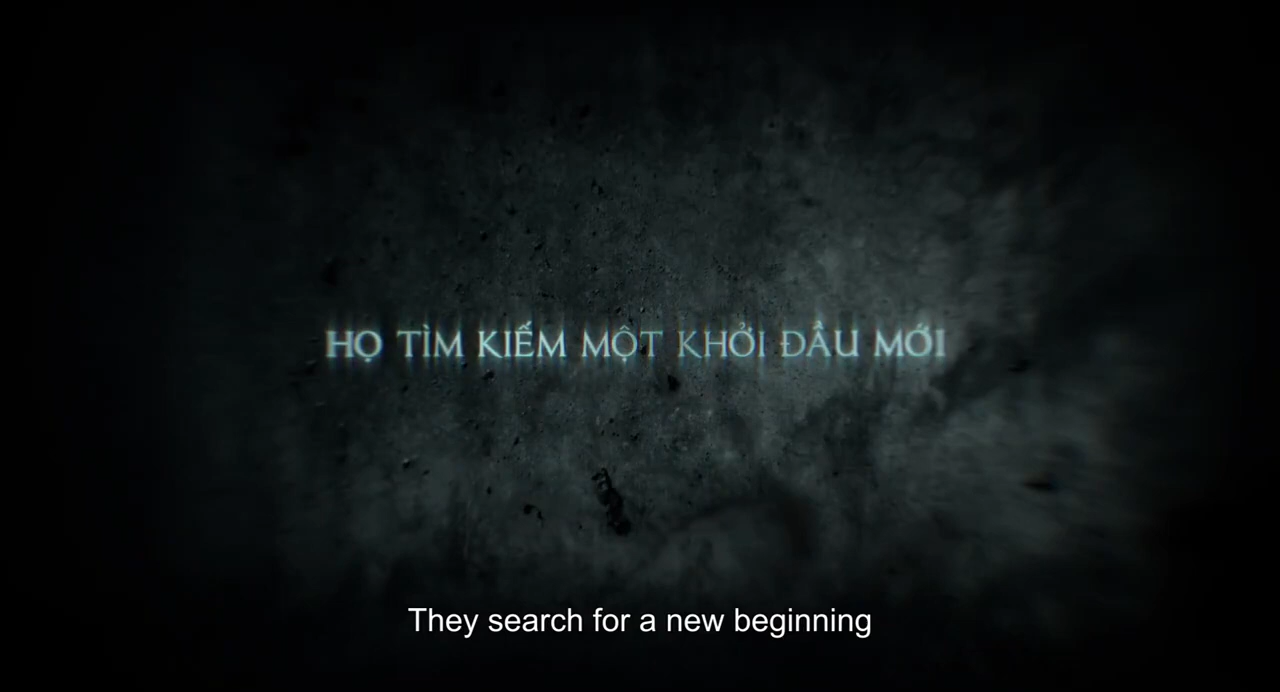 HỌ TÌM KIẾM MỘT KHỞI ĐẦU MỚI
They search for a new beginning